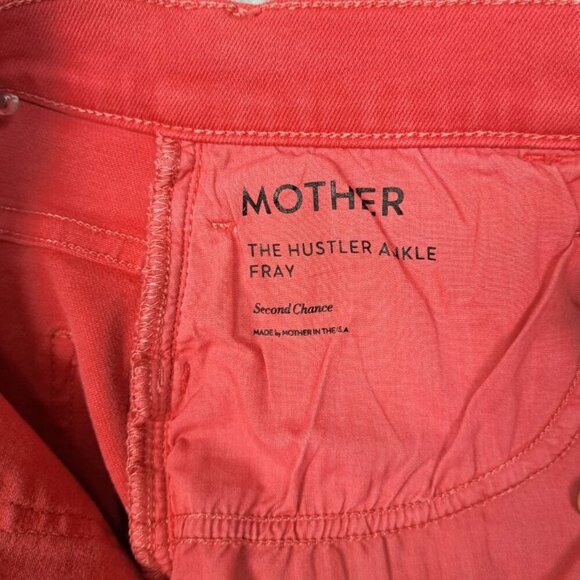 MOTHER
THE HUSTLER ANKLE
FRAY
Second Chance
MADE by MOTHER IN THE U.S.A